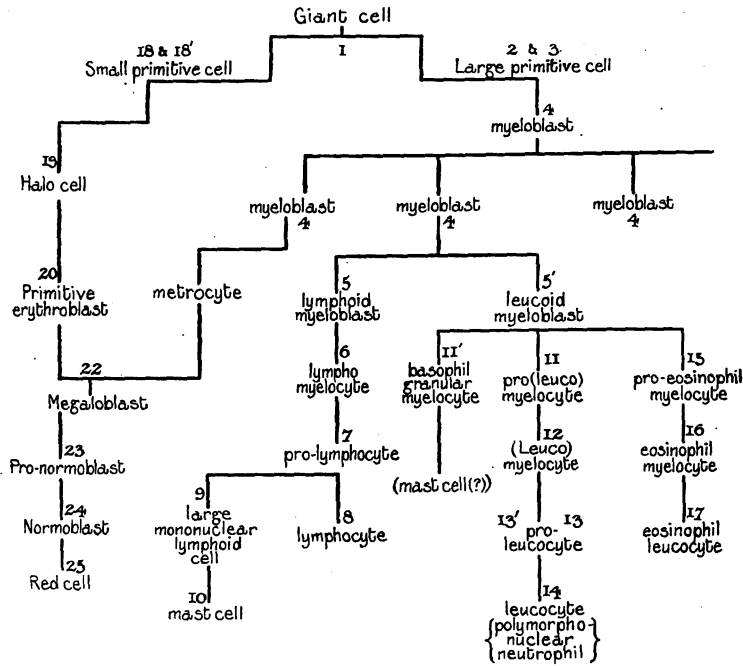 Giant cell
1
18 & 18'
Small primitive cell
2 & 3
Large primitive cell
4
myeloblast
19
Halo cell
myeloblast
4
myeloblast
4
myeloblast
4
20
Primitive
erythroblast
metrocyte
5
lymphoid
myeloblast
5'
leucoid
myeloblast
22
Megaloblast
6
lympho
myelocyte
11'
basophil
granular
myelocyte
11
pro(leuco)
myelocyte
15
pro-eosinophil
myelocyte
23
Pro-normoblast
7
pro-lymphocyte
(mast cell(?))
12
(Leuco)
myelocyte
16
eosinophil
myelocyte
24
Normoblast
9
large
mononuclear
lymphoid
cell
8
lymphocyte
13' 13
pro-
leucocyte
17
eosinophil
leucocyte
25
Red cell
10
mast cell
14
leucocyte
{polymorpho-
nuclear
neutrophil}